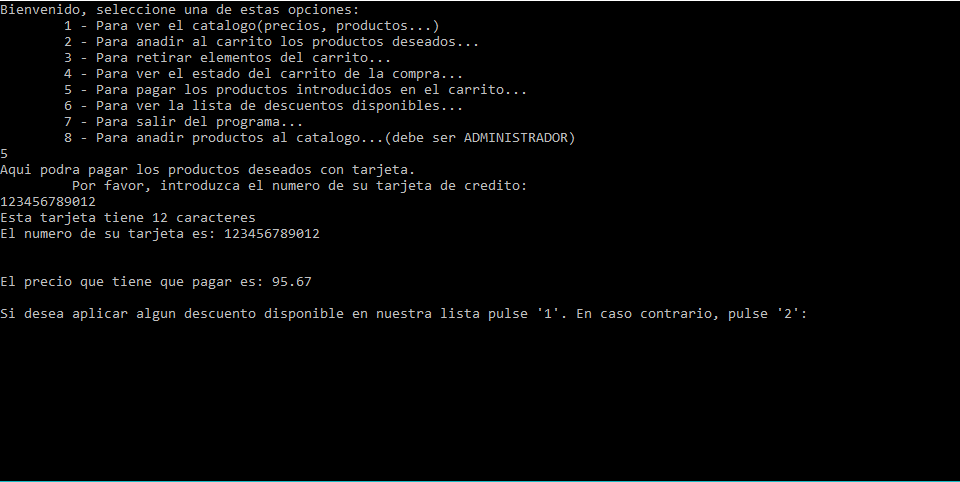 Bienvenido, seleccione una de estas opciones:
1 - Para ver el catalogo(precios, productos...)
2 - Para anadir al carrito los productos deseados...
3 - Para retirar elementos del carrito...
4 - Para ver el estado del carrito de la compra...
5 - Para pagar los productos introducidos en el carrito...
6 - Para ver la lista de descuentos disponibles...
7 - Para salir del programa...
8 - Para anadir productos al catalogo...(debe ser ADMINISTRADOR)
5
Aqui podra pagar los productos deseados con tarjeta.
Por favor, introduzca el numero de su tarjeta de credito:
123456789012
Esta tarjeta tiene 12 caracteres
El numero de su tarjeta es: 123456789012
El precio que tiene que pagar es: 95.67
Si desea aplicar algun descuento disponible en nuestra lista pulse '1'. En caso contrario, pulse '2':